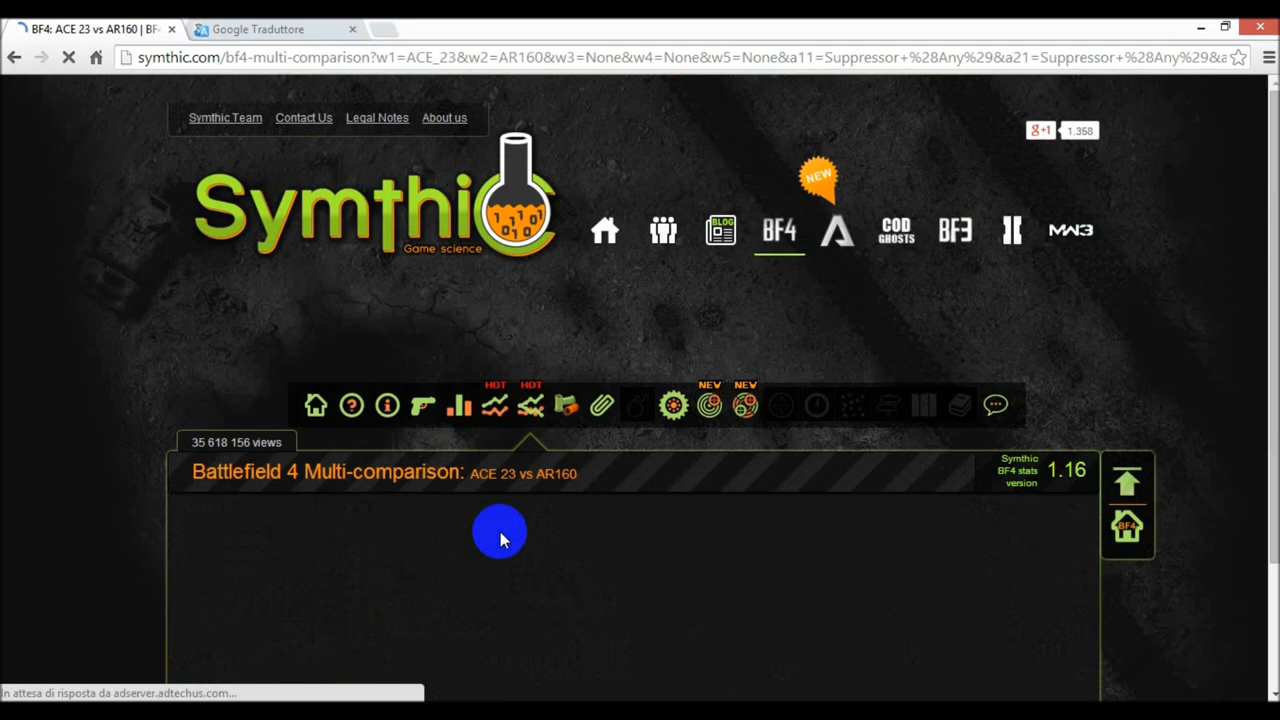 BF4: ACE 23 vs AR160 | BF4
Google Traduttore
symthic.com/bf4-multi-comparison?w1=ACE_23&w2=AR160&w3=None&w4=None&w5=None&a11=Suppressor+%28Any%29&a21=Suppressor+%28Any%29&a
Symthic Team Contact Us Legal Notes About us
g+1 1.358
NEW
Symthic
Game science
BLOG
BF4
COD GHOSTS
BF3
MW3
HOT HOT NEW NEW
35 618 156 views
Battlefield 4 Multi-comparison: ACE 23 vs AR160
Symthic
BF4 stats
version
1.16
BF4
In attesa di risposta da adserver.adtechus.com...